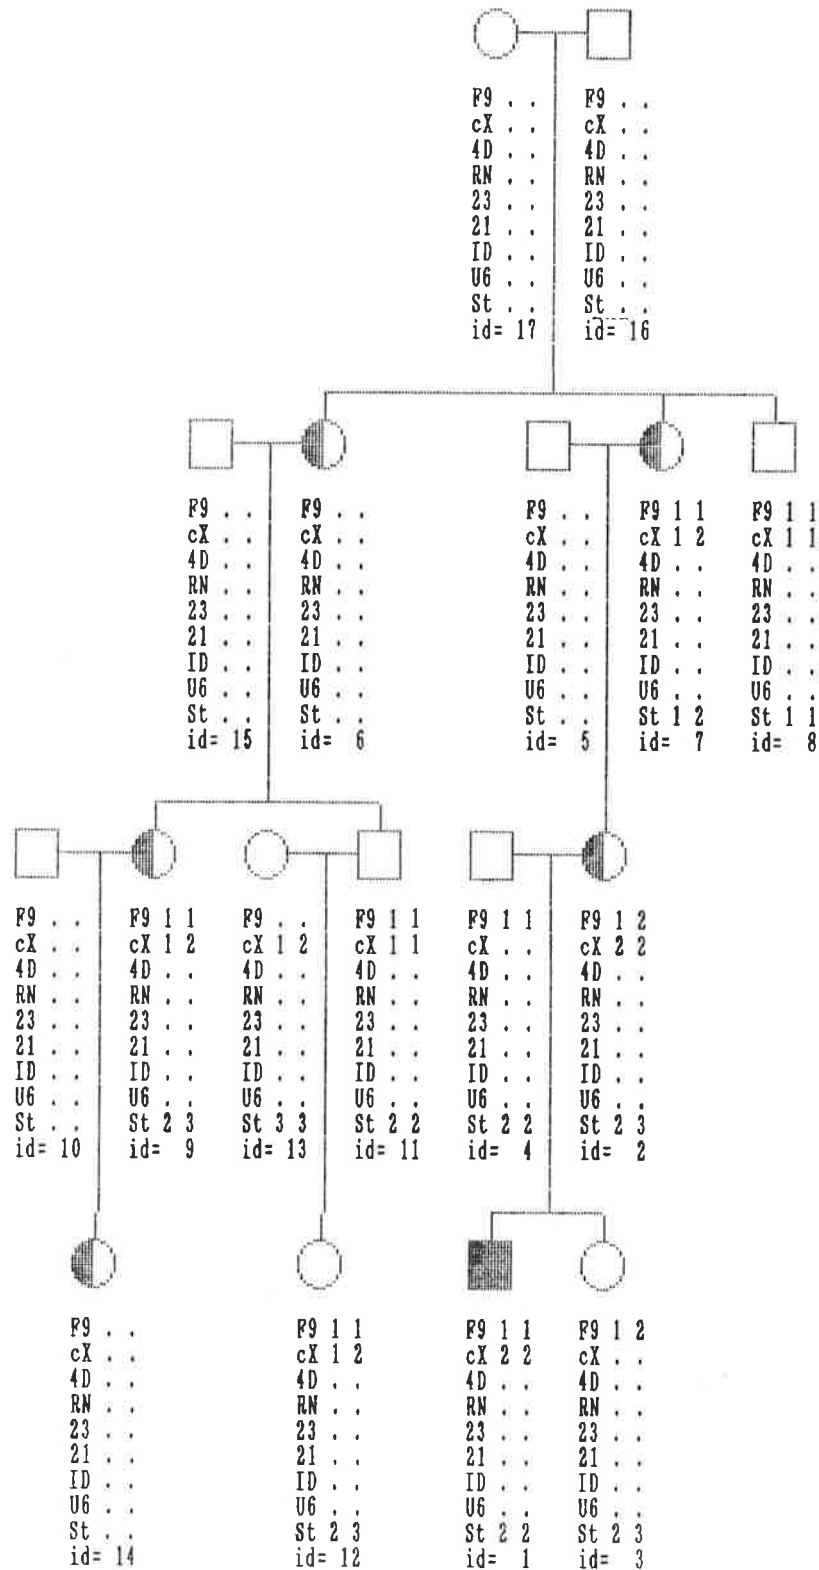 F9 . .
cX . .
4D . .
RN . .
23 . .
21 . .
ID . .
U6 . .
St . .
id= 17
F9 . .
cX . .
4D . .
RN . .
23 . .
21 . .
ID . .
U6 . .
St . .
id= 16
F9 . .
cX . .
4D . .
RN . .
23 . .
21 . .
ID . .
U6 . .
St . .
id= 15
F9 . .
cX . .
4D . .
RN . .
23 . .
21 . .
ID . .
U6 . .
St . .
id= 6
F9 . .
cX . .
4D . .
RN . .
23 . .
21 . .
ID . .
U6 . .
St . .
id= 5
F9 1 1
cX 1 2
4D . .
RN . .
23 . .
21 . .
ID . .
U6 . .
St 1 2
id= 7
F9 1 1
cX 1 1
4D . .
RN . .
23 . .
21 . .
ID . .
U6 . .
St 1 1
id= 8
F9 . .
cX . .
4D . .
RN . .
23 . .
21 . .
ID . .
U6 . .
St . .
id= 10
F9 1 1
cX 1 2
4D . .
RN . .
23 . .
21 . .
ID . .
U6 . .
St 2 3
id= 9
F9 . .
cX 1 2
4D . .
RN . .
23 . .
21 . .
ID . .
U6 . .
St 3 3
id= 13
F9 1 1
cX 1 1
4D . .
RN . .
23 . .
21 . .
ID . .
U6 . .
St 2 2
id= 11
F9 1 1
cX . .
4D . .
RN . .
23 . .
21 . .
ID . .
U6 . .
St 2 2
id= 4
F9 1 2
cX 2 2
4D . .
RN . .
23 . .
21 . .
ID . .
U6 . .
St 2 3
id= 2
F9 . .
cX . .
4D . .
RN . .
23 . .
21 . .
ID . .
U6 . .
St . .
id= 14
F9 1 1
cX 1 2
4D . .
RN . .
23 . .
21 . .
ID . .
U6 . .
St 2 3
id= 12
F9 1 1
cX 2 2
4D . .
RN . .
23 . .
21 . .
ID . .
U6 . .
St 2 2
id= 1
F9 1 2
cX . .
4D . .
RN . .
23 . .
21 . .
ID . .
U6 . .
St 2 3
id= 3